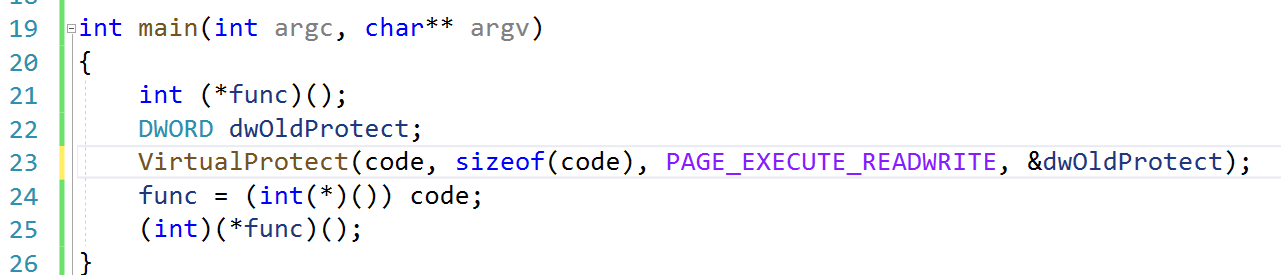 19 int main(int argc, char** argv)
20 {
21 int (*func)();
22 DWORD dwOldProtect;
23 VirtualProtect(code, sizeof(code), PAGE_EXECUTE_READWRITE, &dwOldProtect);
24 func = (int(*)()) code;
25 (int)(*func)();
26 }